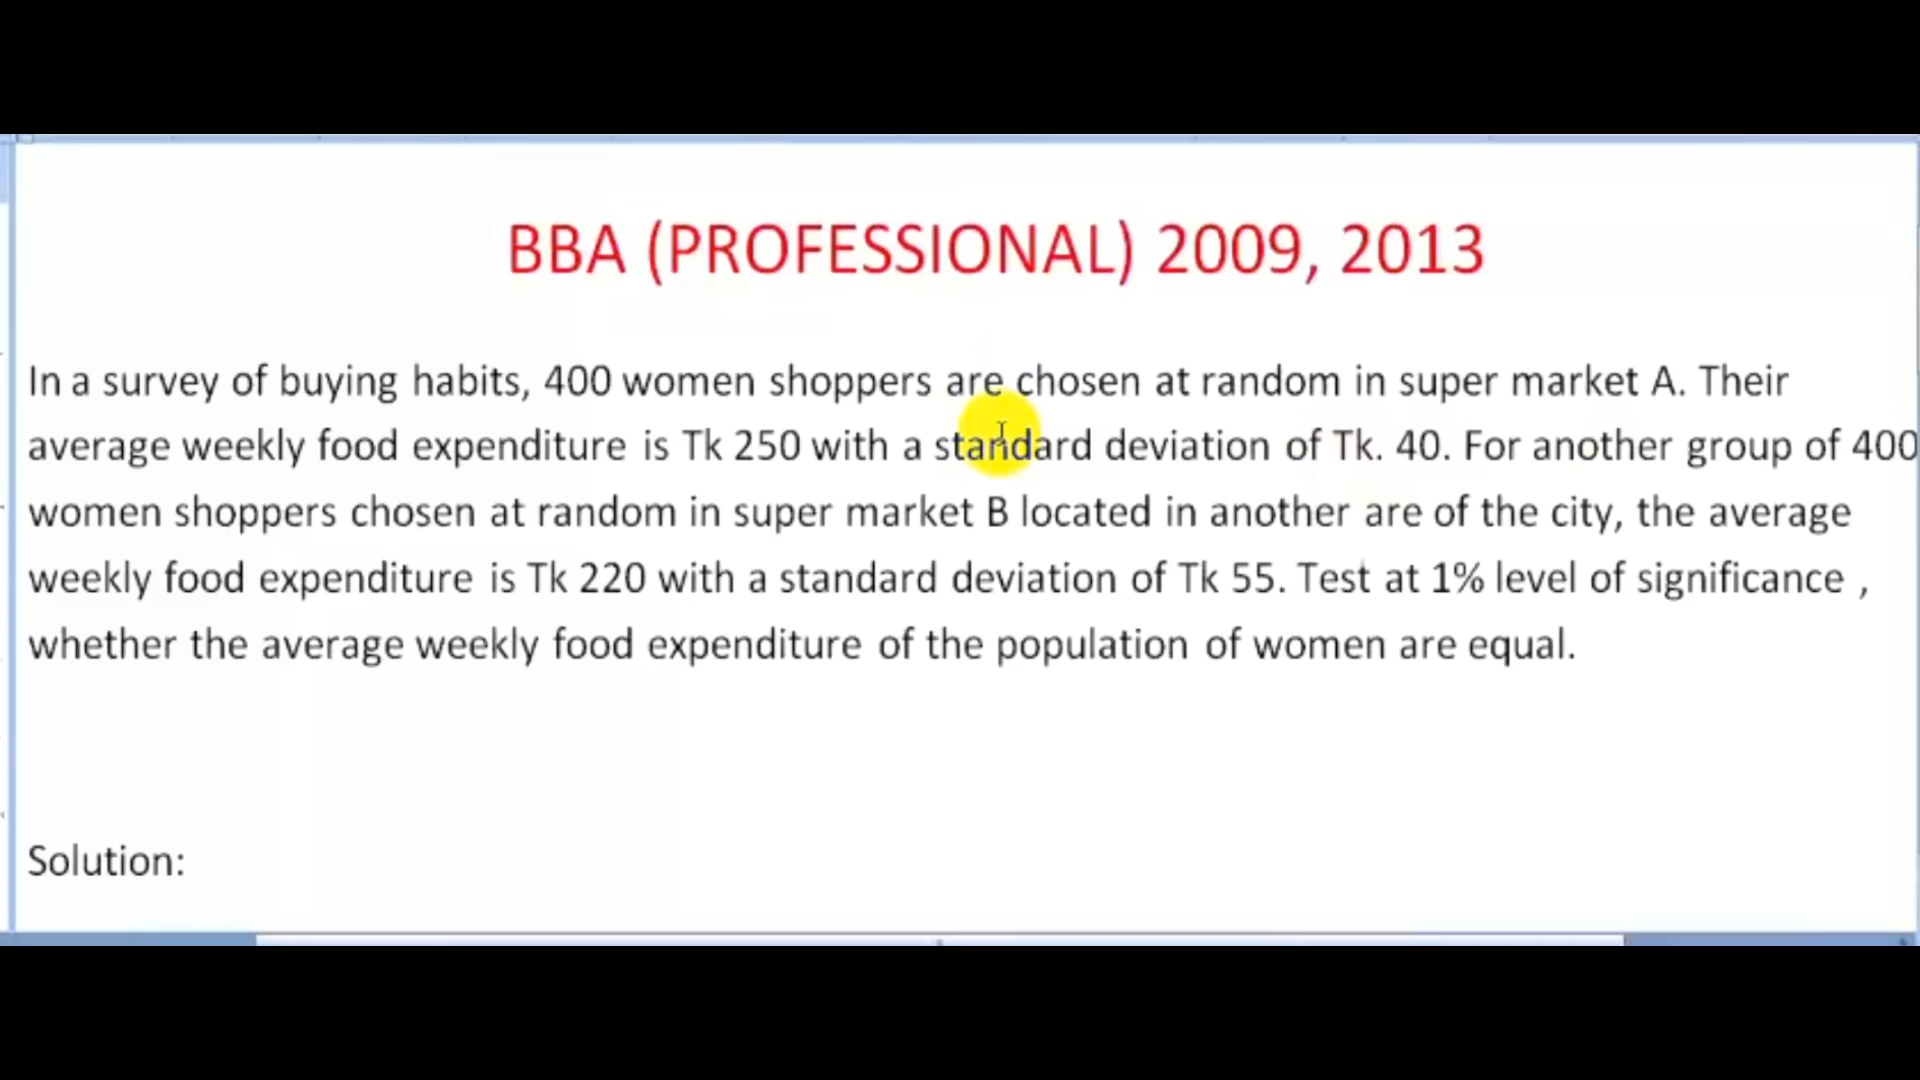 BBA (PROFESSIONAL) 2009, 2013
In a survey of buying habits, 400 women shoppers are chosen at random in super market A. Their
average weekly food expenditure is Tk 250 with a standard deviation of Tk. 40. For another group of 400
women shoppers chosen at random in super market B located in another are of the city, the average
weekly food expenditure is Tk 220 with a standard deviation of Tk 55. Test at 1% level of significance ,
whether the average weekly food expenditure of the population of women are equal.
Solution: